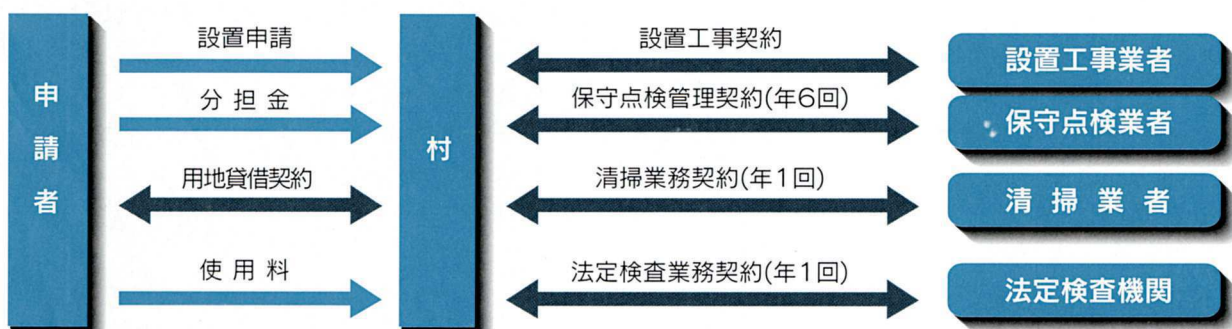 申請者
設置申請
分担金
用地貸借契約
使用料
村
設置工事契約
保守点検管理契約(年6回)
清掃業務契約(年1回)
法定検査業務契約(年1回)
設置工事業者
保守点検業者
清掃業者
法定検査機関